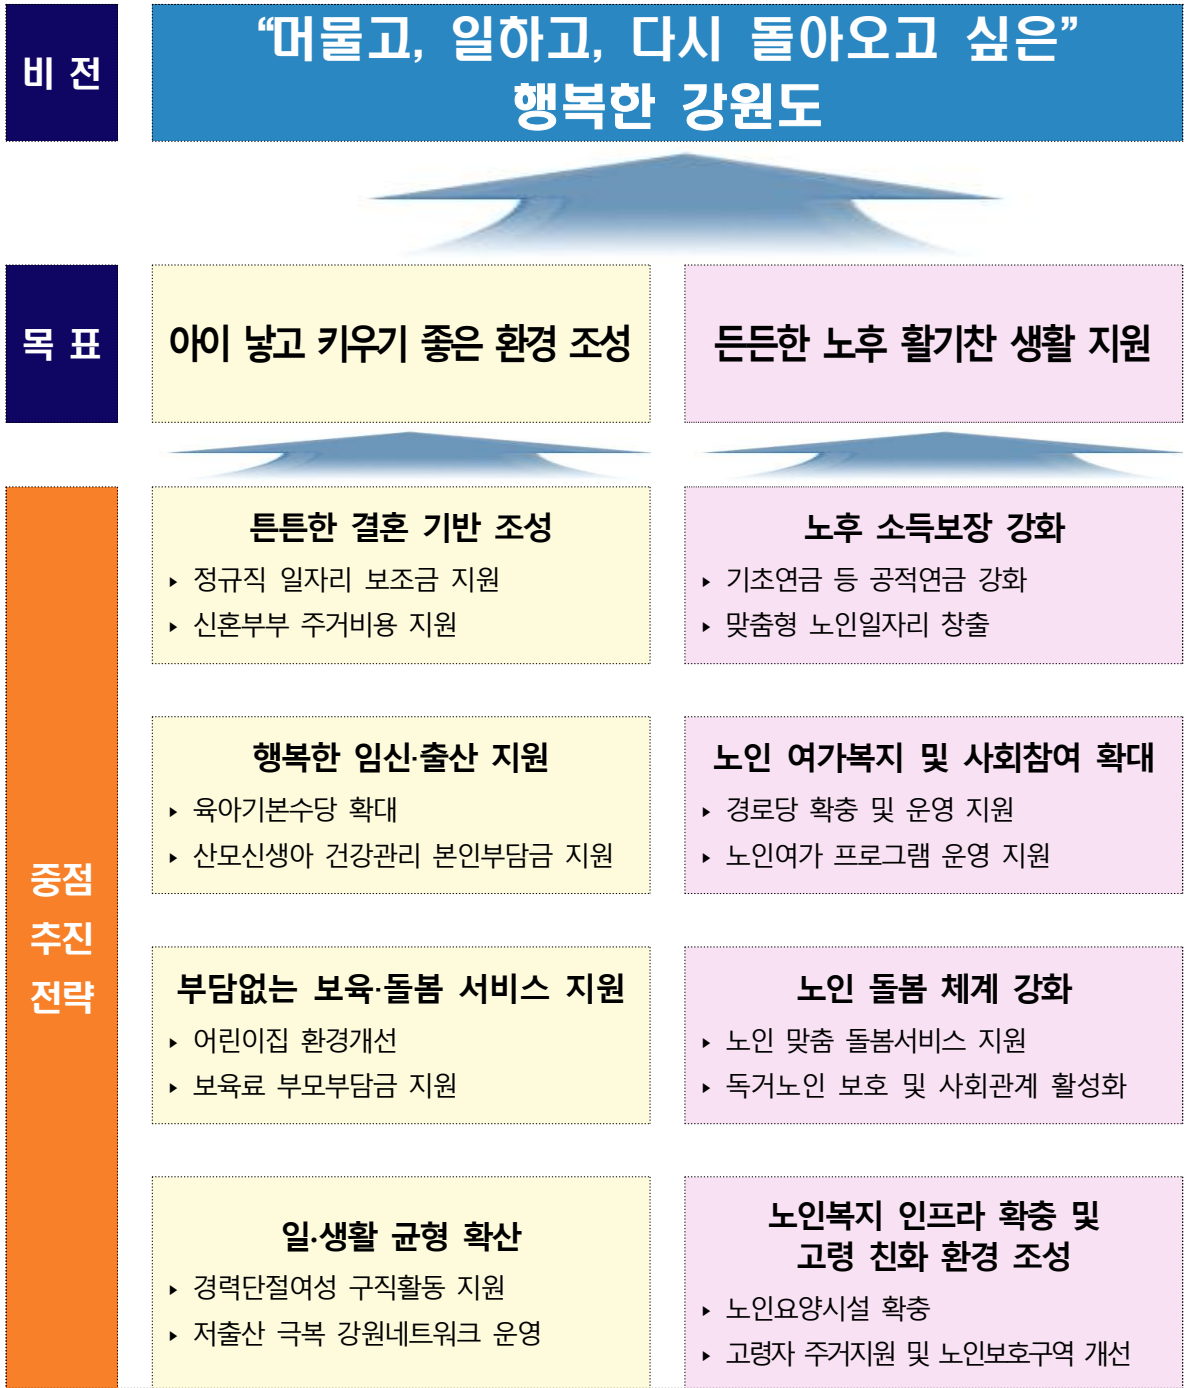 비 전
“머물고, 일하고, 다시 돌아오고 싶은”
행복한 강원도
목 표
아이 낳고 키우기 좋은 환경 조성
든든한 노후 활기찬 생활 지원
중점
추진
전략
튼튼한 결혼 기반 조성
▸ 정규직 일자리 보조금 지원
▸ 신혼부부 주거비용 지원
노후 소득보장 강화
▸ 기초연금 등 공적연금 강화
▸ 맞춤형 노인일자리 창출
행복한 임신·출산 지원
▸ 육아기본수당 확대
▸ 산모신생아 건강관리 본인부담금 지원
노인 여가복지 및 사회참여 확대
▸ 경로당 확충 및 운영 지원
▸ 노인여가 프로그램 운영 지원
부담없는 보육·돌봄 서비스 지원
▸ 어린이집 환경개선
▸ 보육료 부모부담금 지원
노인 돌봄 체계 강화
▸ 노인 맞춤 돌봄서비스 지원
▸ 독거노인 보호 및 사회관계 활성화
일·생활 균형 확산
▸ 경력단절여성 구직활동 지원
▸ 저출산 극복 강원네트워크 운영
노인복지 인프라 확충 및
고령 친화 환경 조성
▸ 노인요양시설 확충
▸ 고령자 주거지원 및 노인보호구역 개선